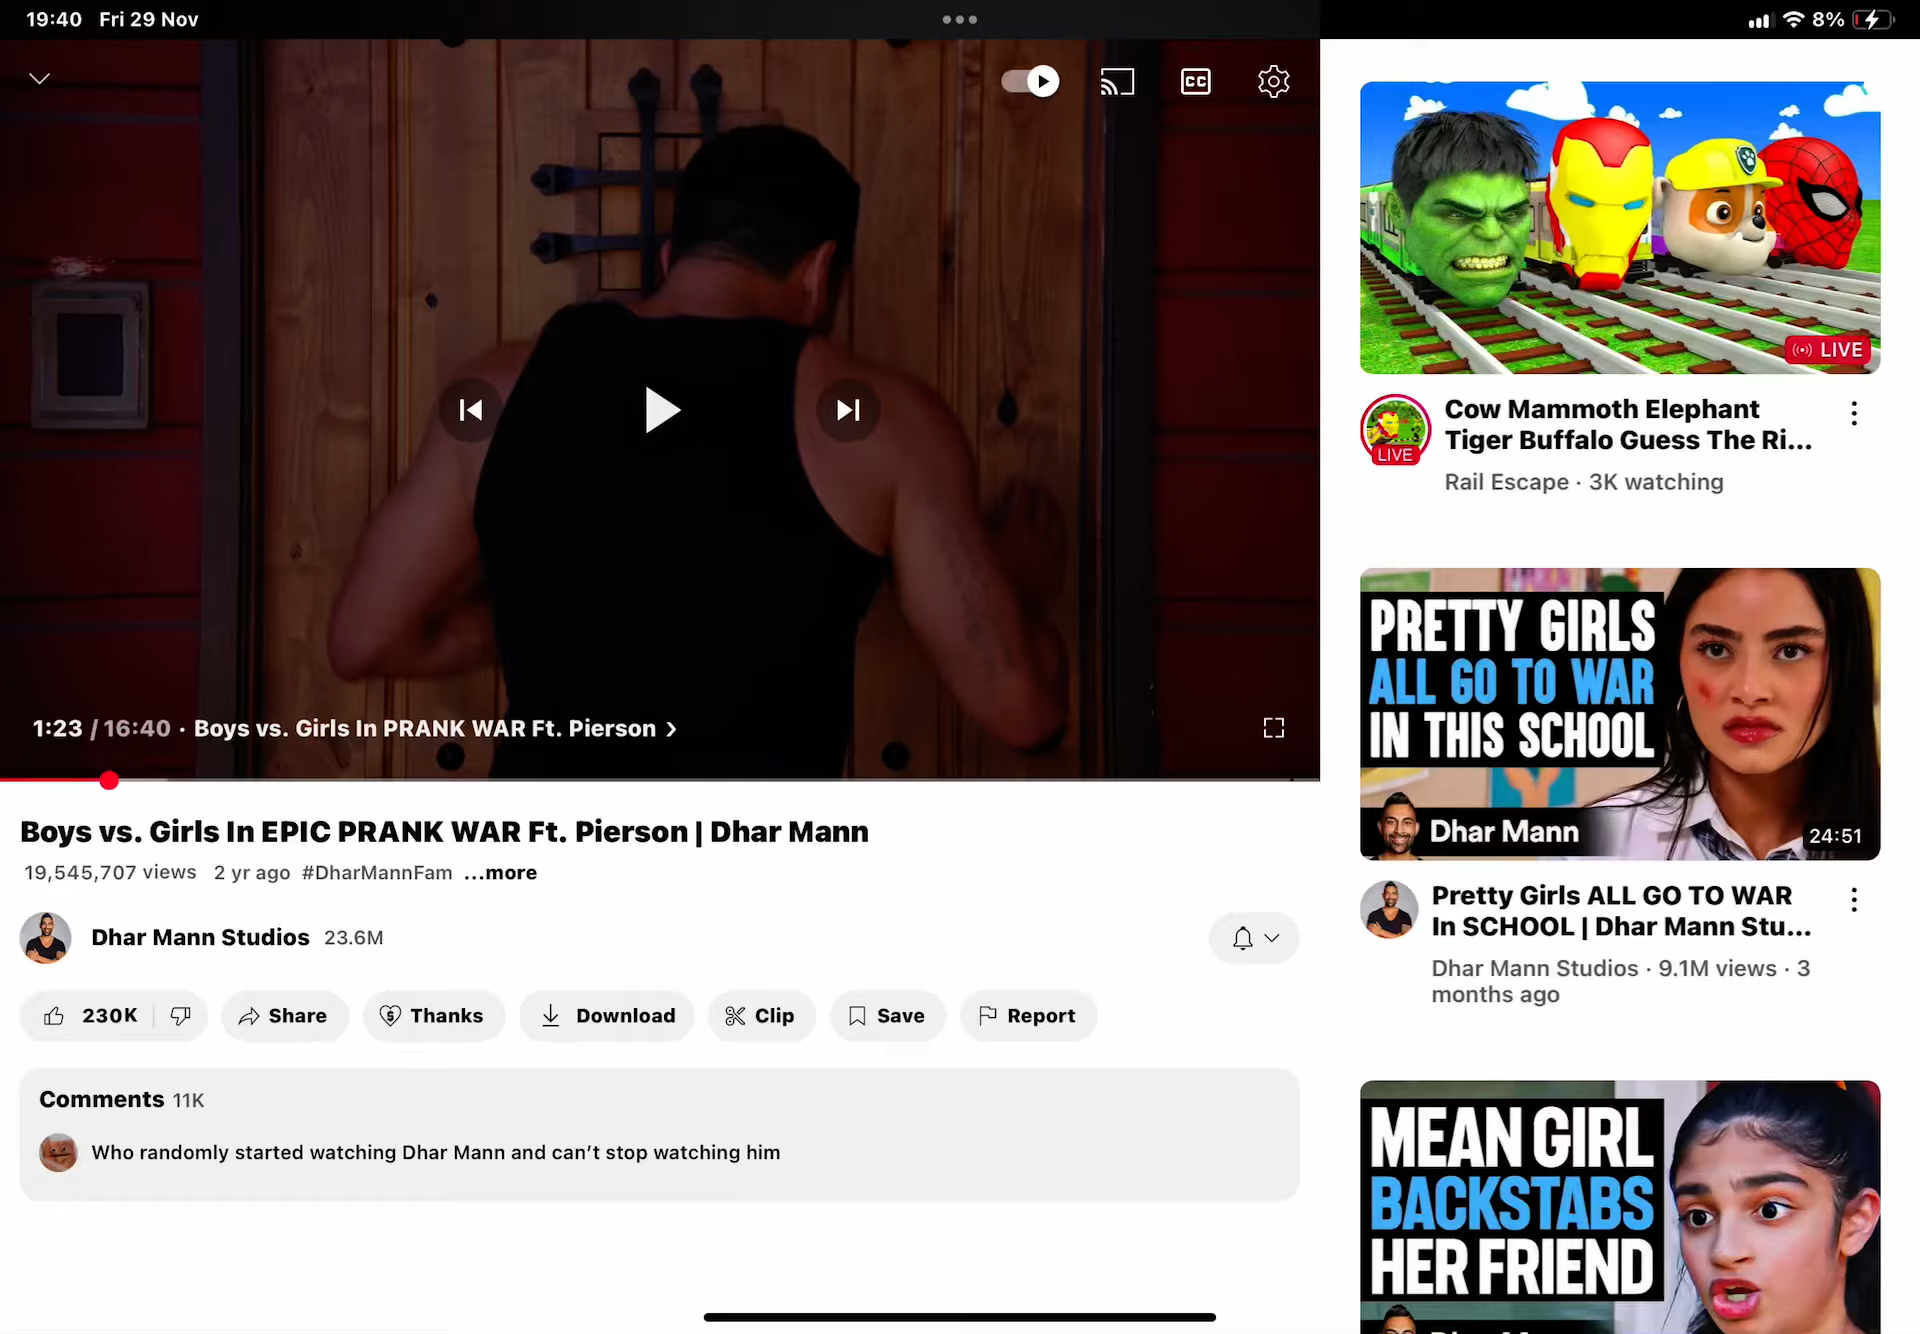 19:40 Fri 29 Nov
8%
CC
1:23 / 16:40 · Boys vs. Girls In PRANK WAR Ft. Pierson >
Boys vs. Girls In EPIC PRANK WAR Ft. Pierson | Dhar Mann
19,545,707 views 2 yr ago #DharMannFam ...more
Dhar Mann Studios 23.6M
230K Share Thanks Download Clip Save Report
Comments 11K
Who randomly started watching Dhar Mann and can't stop watching him
LIVE
LIVE
Cow Mammoth Elephant
Tiger Buffalo Guess The Ri...
Rail Escape · 3K watching
PRETTY GIRLS
ALL GO TO WAR
IN THIS SCHOOL
Dhar Mann
24:51
Pretty Girls ALL GO TO WAR
In SCHOOL | Dhar Mann Stu...
Dhar Mann Studios · 9.1M views · 3
months ago
MEAN GIRL
BACKSTABS
HER FRIEND